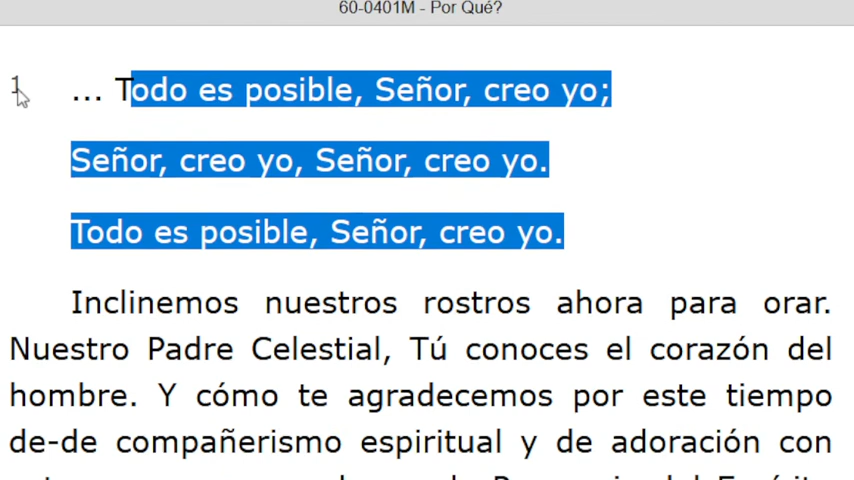 60-0401M - Por Qué?
1 ... Todo es posible, Señor, creo yo;
Señor, creo yo, Señor, creo yo.
Todo es posible, Señor, creo yo.
Inclinemos nuestros rostros ahora para orar.
Nuestro Padre Celestial, Tú conoces el corazón del
hombre. Y cómo te agradecemos por este tiempo
de-de compañerismo espiritual y de adoración con